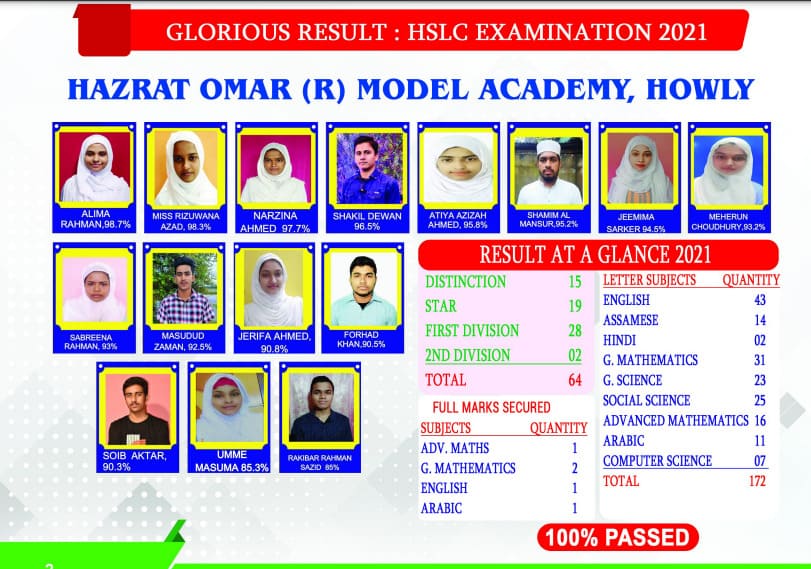 GLORIOUS RESULT : HSLC EXAMINATION 2021
HAZRAT OMAR (R) MODEL ACADEMY, HOWLY
ALIMA
RAHMAN,98.7%
MISS RIZUWANA
AZAD, 98.3%
NARZINA
AHMED 97.7%
SHAKIL DEWAN
96.5%
ATIYA AZIZAH
AHMED, 95.8%
SHAMIM AL
MANSUR,95.2%
JEEMIMA
SARKER 94.5%
MEHERUN
CHOUDHURY,93.2%
SABREENA
RAHMAN, 93%
MASUDUD
ZAMAN, 92.5%
JERIFA AHMED,
90.8%
FORHAD
KHAN,90.5%
SOIB AKTAR,
90.3%
UMME
MASUMA 85.3%
RAKIBAR RAHMAN
SAZID 85%
RESULT AT A GLANCE 2021
DISTINCTION 15
STAR 19
FIRST DIVISION 28
2ND DIVISION 02
TOTAL 64
FULL MARKS SECURED
SUBJECTS QUANTITY
ADV. MATHS 1
G. MATHEMATICS 2
ENGLISH 1
ARABIC 1
LETTER SUBJECTS QUANTITY
ENGLISH 43
ASSAMESE 14
HINDI 02
G. MATHEMATICS 31
G. SCIENCE 23
SOCIAL SCIENCE 25
ADVANCED MATHEMATICS 16
ARABIC 11
COMPUTER SCIENCE 07
TOTAL 172
100% PASSED